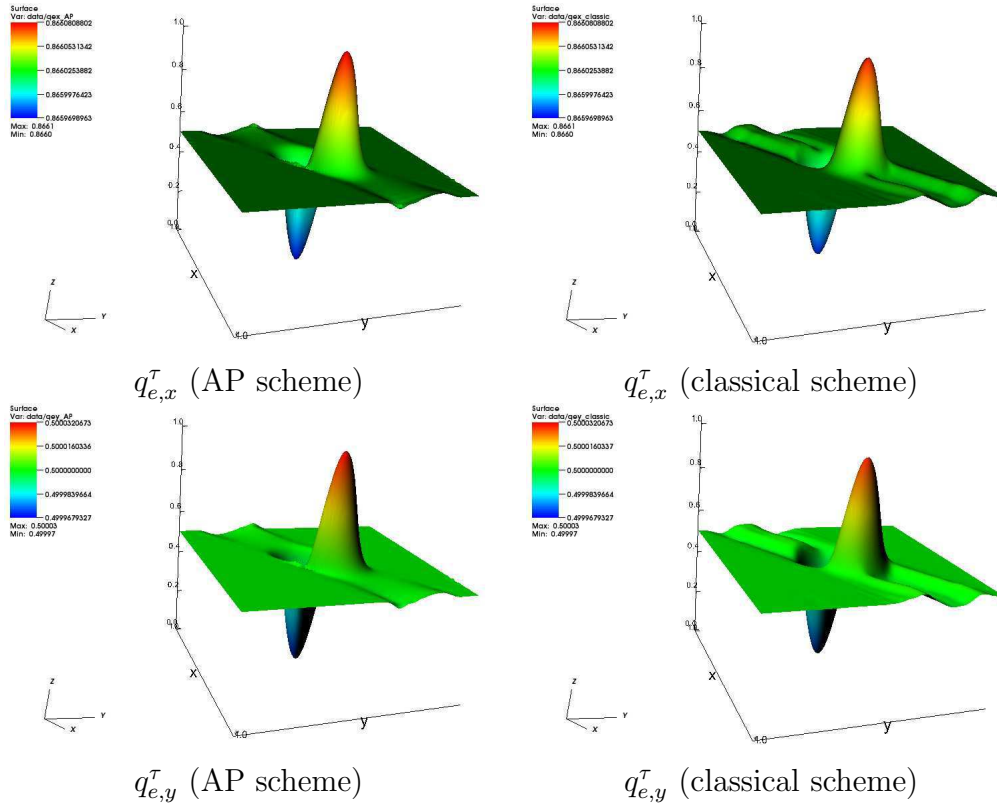 Surface
Var: data/qex_AP
0.8660808802
0.8660531342
0.8660253882
0.8659976423
0.8659698963
Max: 0.8661
Min: 0.8660
1.0
0.8
0.6
0.4
0.2
x
y
1.0
Z
Y
X
Surface
Var: data/qex_classic
0.8660808802
0.8660531342
0.8660253882
0.8659976423
0.8659698963
Max: 0.8661
Min: 0.8660
1.0
0.8
0.6
0.4
0.2
x
y
1.0
Z
Y
X
q^τ_{e,x} (AP scheme)
q^τ_{e,x} (classical scheme)
Surface
Var: data/qey_AP
0.5000320673
0.5000160336
0.5000000000
0.4999839664
0.4999679327
Max: 0.50003
Min: 0.49997
1.0
0.8
0.6
0.4
0.2
x
y
1.0
Z
Y
X
Surface
Var: data/qey_classic
0.5000320673
0.5000160337
0.5000000000
0.4999839664
0.4999679327
Max: 0.50003
Min: 0.49997
1.0
0.8
0.6
0.4
0.2
x
y
1.0
Z
Y
X
q^τ_{e,y} (AP scheme)
q^τ_{e,y} (classical scheme)